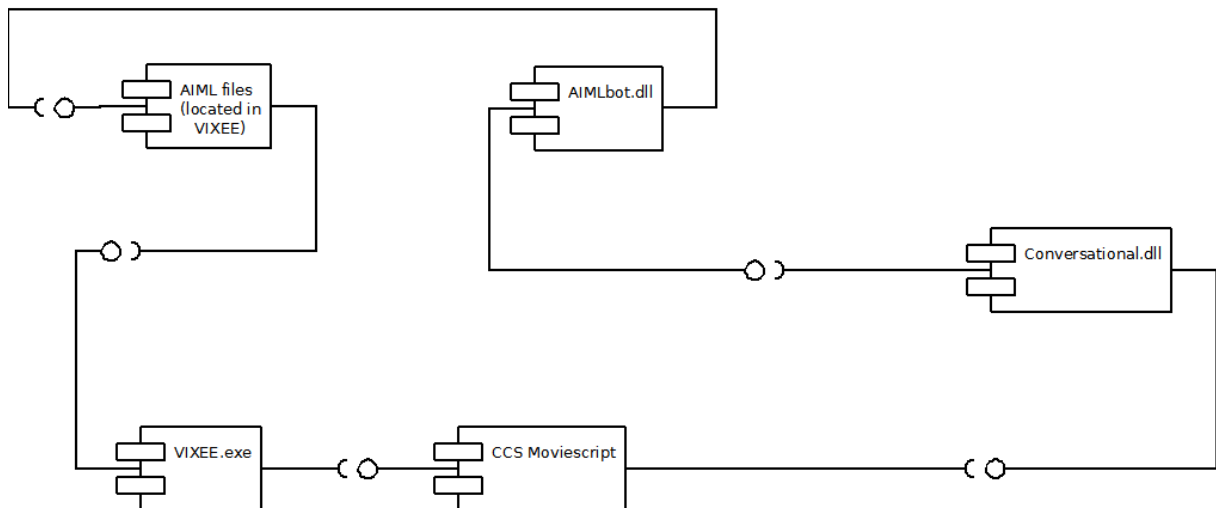 AIML files
(located in
VIXEE)
AIMLbot.dll
Conversational.dll
VIXEE.exe
CCS Moviescript